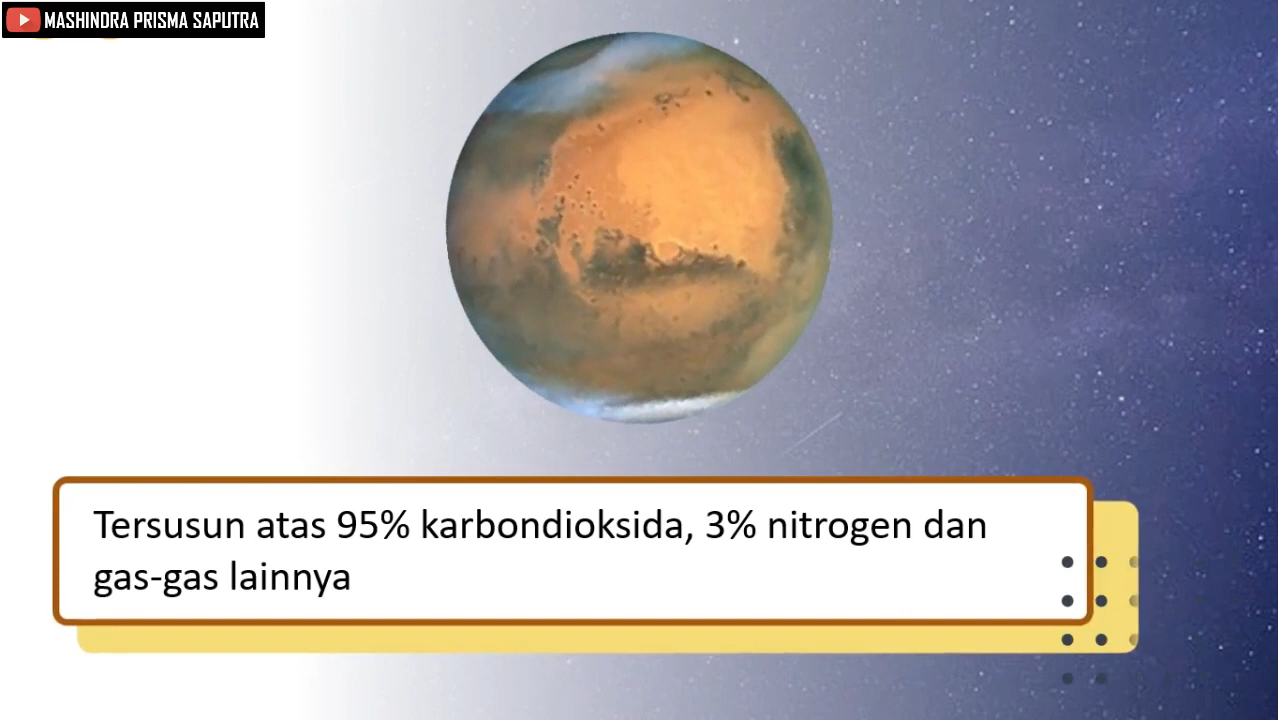 MASHINDRA PRISMA SAPUTRA
Tersusun atas 95% karbondioksida, 3% nitrogen dan
gas-gas lainnya